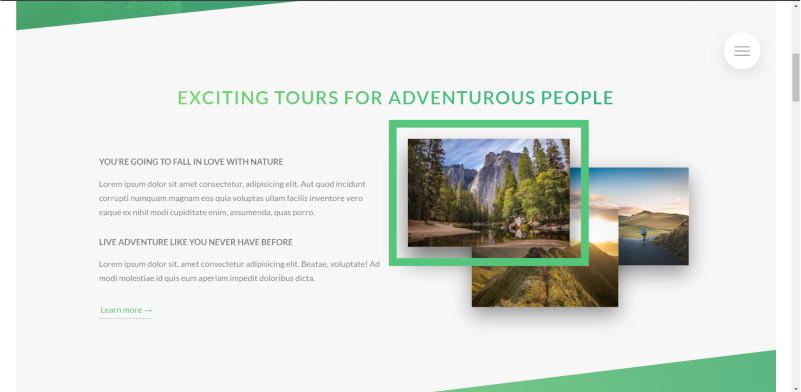 EXCITING TOURS FOR ADVENTUROUS PEOPLE
YOU'RE GOING TO FALL IN LOVE WITH NATURE
Lorem ipsum dolor sit amet consectetur, adipisicing elit. Aut quod incidunt
corrupti numquam magnam eos quia voluptas ullam facilis inventore vero
eaque ex nihil modi cupiditate enim, assumenda, quas porro.
LIVE ADVENTURE LIKE YOU NEVER HAVE BEFORE
Lorem ipsum dolor sit, amet consectetur adipisicing elit. Beatae, voluptate! Ad
modi molestiae id quis eum aperiam impedit doloribus dicta.
Learn more →